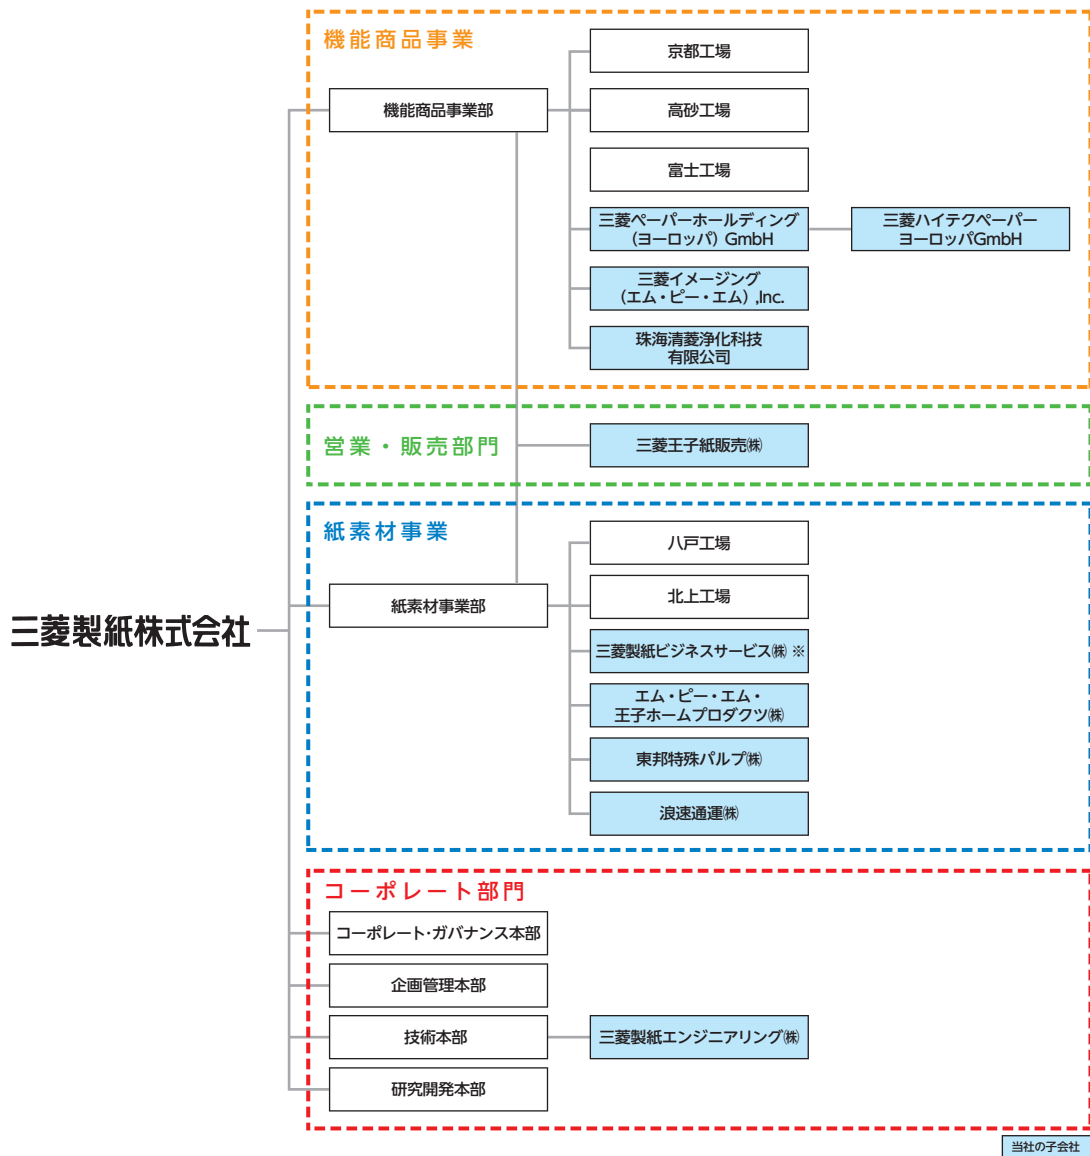 機能商品事業
京都工場
機能商品事業部
高砂工場
富士工場
三菱ペーパーホールディング
（ヨーロッパ）GmbH
三菱ハイテクペーパー
ヨーロッパGmbH
三菱イメージング
（エム・ピー・エム）,Inc.
珠海清菱浄化科技
有限公司
営業・販売部門
三菱王子紙販売㈱
紙素材事業
八戸工場
紙素材事業部
北上工場
三菱製紙株式会社
三菱製紙ビジネスサービス㈱ ※
エム・ピー・エム・
王子ホームプロダクツ㈱
東邦特殊パルプ㈱
浪速通運㈱
コーポレート部門
コーポレート・ガバナンス本部
企画管理本部
技術本部
三菱製紙エンジニアリング㈱
研究開発本部
当社の子会社